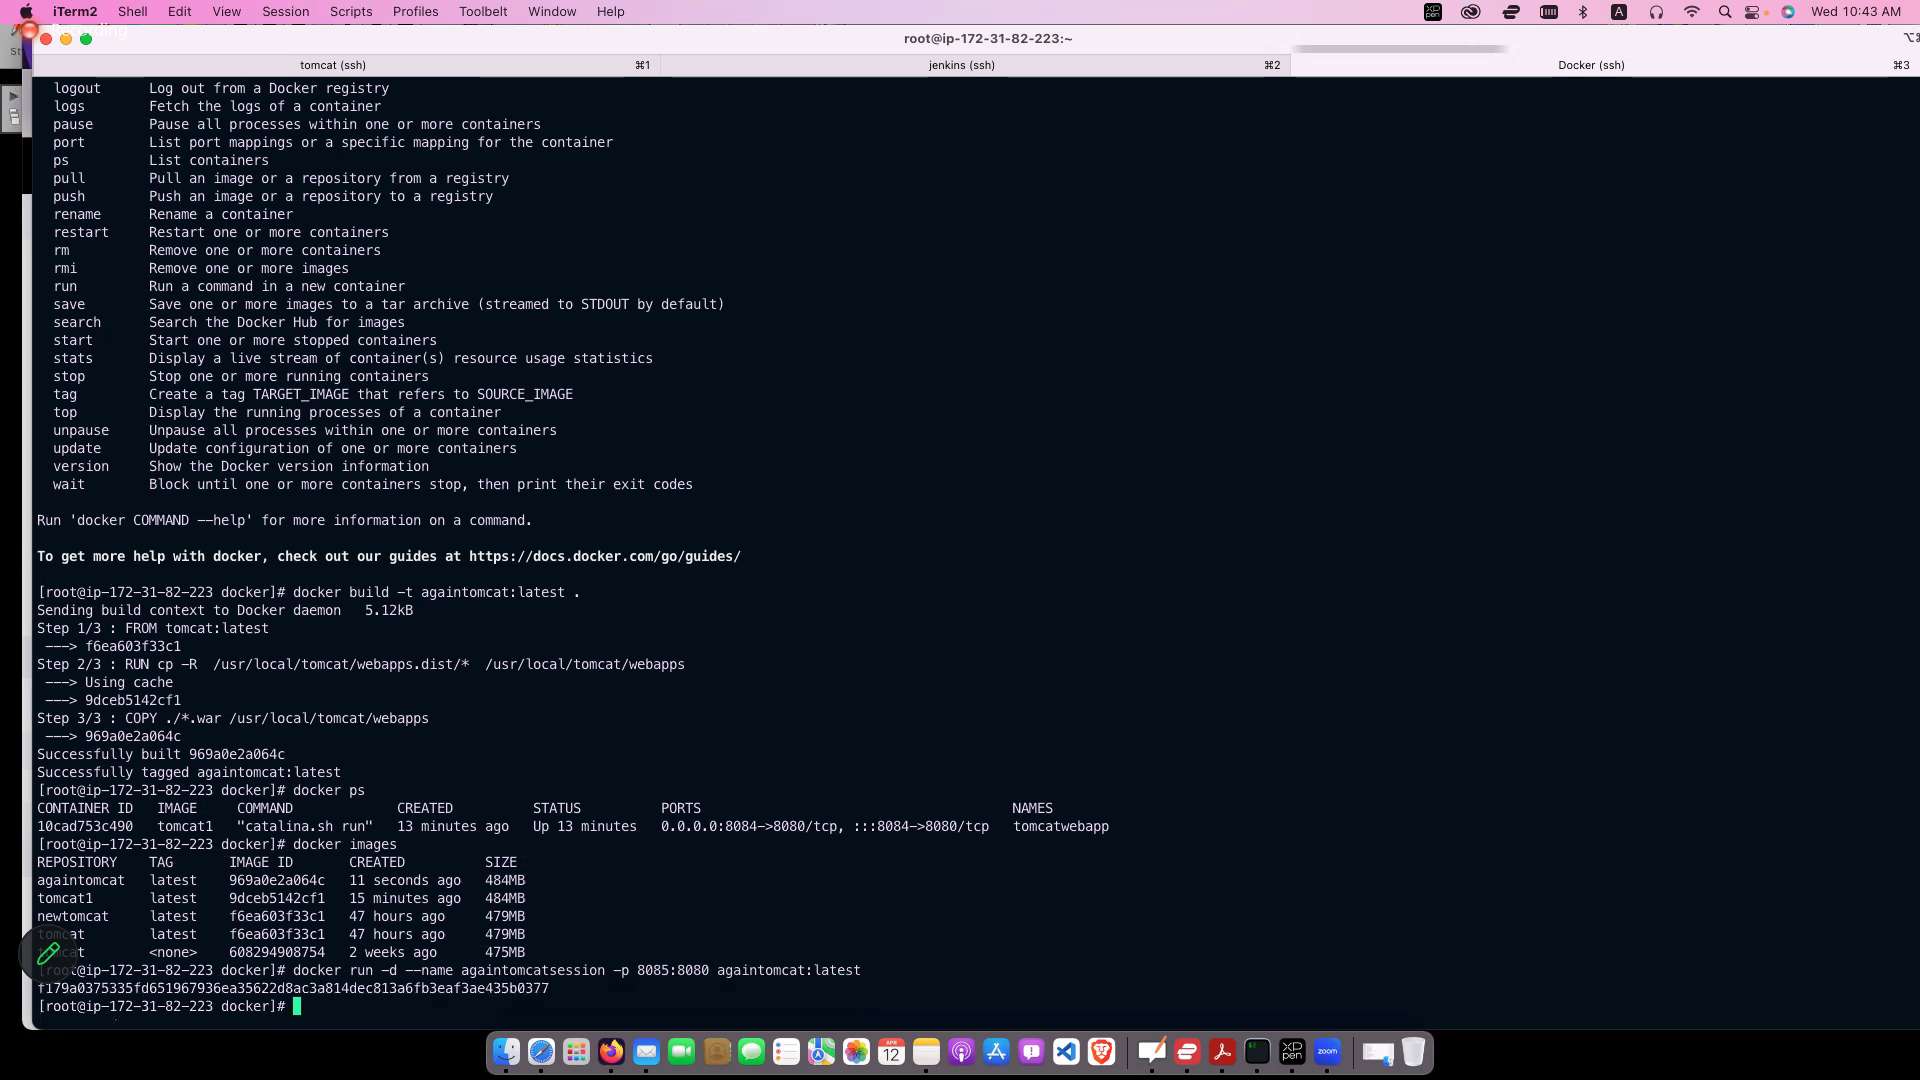 iTerm2 Shell Edit View Session Scripts Profiles Toolbelt Window Help Wed 10:43 AM
Recording
root@ip-172-31-82-223:~
tomcat (ssh) ⌘1 jenkins (ssh) ⌘2 Docker (ssh) ⌘3
logout Log out from a Docker registry
logs Fetch the logs of a container
pause Pause all processes within one or more containers
port List port mappings or a specific mapping for the container
ps List containers
pull Pull an image or a repository from a registry
push Push an image or a repository to a registry
rename Rename a container
restart Restart one or more containers
rm Remove one or more containers
rmi Remove one or more images
run Run a command in a new container
save Save one or more images to a tar archive (streamed to STDOUT by default)
search Search the Docker Hub for images
start Start one or more stopped containers
stats Display a live stream of container(s) resource usage statistics
stop Stop one or more running containers
tag Create a tag TARGET_IMAGE that refers to SOURCE_IMAGE
top Display the running processes of a container
unpause Unpause all processes within one or more containers
update Update configuration of one or more containers
version Show the Docker version information
wait Block until one or more containers stop, then print their exit codes
Run 'docker COMMAND --help' for more information on a command.
To get more help with docker, check out our guides at https://docs.docker.com/go/guides/
[root@ip-172-31-82-223 docker]# docker build -t againtomcat:latest .
Sending build context to Docker daemon 5.12kB
Step 1/3 : FROM tomcat:latest
---> f6ea603f33c1
Step 2/3 : RUN cp -R /usr/local/tomcat/webapps.dist/* /usr/local/tomcat/webapps
---> Using cache
---> 9dceb5142cf1
Step 3/3 : COPY ./*.war /usr/local/tomcat/webapps
---> 969a0e2a064c
Successfully built 969a0e2a064c
Successfully tagged againtomcat:latest
[root@ip-172-31-82-223 docker]# docker ps
CONTAINER ID IMAGE COMMAND CREATED STATUS PORTS NAMES
10cad753c490 tomcat1 "catalina.sh run" 13 minutes ago Up 13 minutes 0.0.0.0:8084->8080/tcp, :::8084->8080/tcp tomcatwebapp
[root@ip-172-31-82-223 docker]# docker images
REPOSITORY TAG IMAGE ID CREATED SIZE
againtomcat latest 969a0e2a064c 11 seconds ago 484MB
tomcat1 latest 9dceb5142cf1 15 minutes ago 484MB
newtomcat latest f6ea603f33c1 47 hours ago 479MB
tomcat latest f6ea603f33c1 47 hours ago 479MB
tomcat <none> 608294908754 2 weeks ago 475MB
[root@ip-172-31-82-223 docker]# docker run -d --name againtomcatsession -p 8085:8080 againtomcat:latest
f179a0375335fd651967936ea35622d8ac3a814dec813a6fb3eaf3ae435b0377
[root@ip-172-31-82-223 docker]#
APR
12
zoom